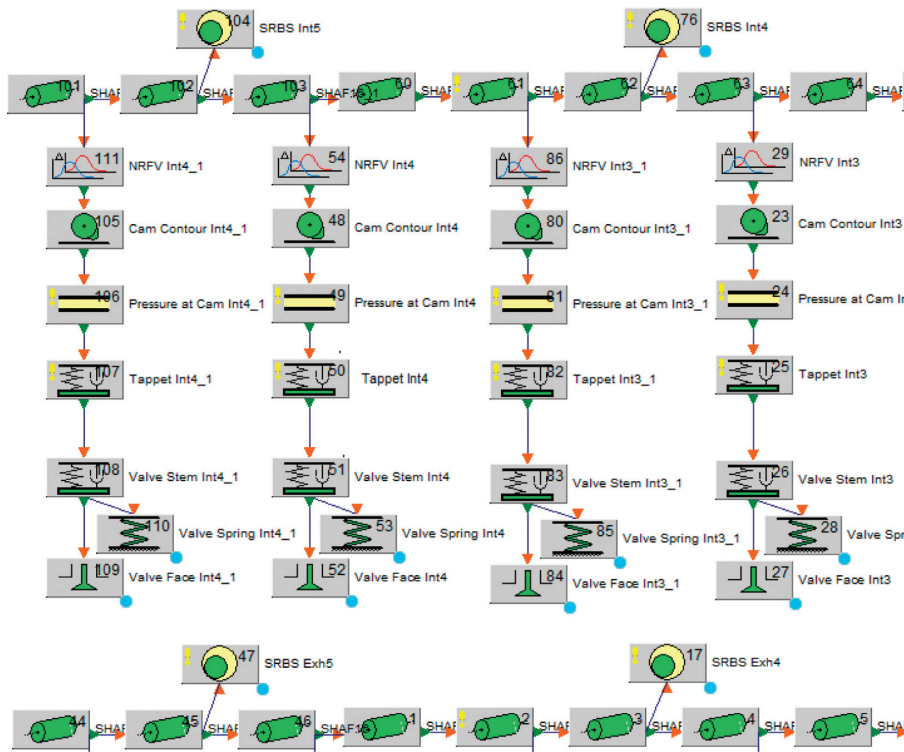 104 SRBS Int5
76 SRBS Int4
101 SHAF 102 SHAF 103 60 SHAF 61 SHAF 62 SHAF 63 SHAF 64 SHAF
111 NRFV Int4_1
54 NRFV Int4
86 NRFV Int3_1
29 NRFV Int3
105 Cam Contour Int4_1
48 Cam Contour Int4
80 Cam Contour Int3_1
23 Cam Contour Int3
106 Pressure at Cam Int4_1
49 Pressure at Cam Int4
81 Pressure at Cam Int3_1
24 Pressure at Cam In
107 Tappet Int4_1
50 Tappet Int4
82 Tappet Int3_1
25 Tappet Int3
108 Valve Stem Int4_1
51 Valve Stem Int4
83 Valve Stem Int3_1
26 Valve Stem Int3
110 Valve Spring Int4_1
53 Valve Spring Int4
85 Valve Spring Int3_1
28 Valve Spr
109 Valve Face Int4_1
52 Valve Face Int4
84 Valve Face Int3_1
27 Valve Face Int3
47 SRBS Exh5
17 SRBS Exh4
44 SHAF 45 SHAF 46 1 SHAF 2 SHAF 3 SHAF 4 SHAF 5 SHAF